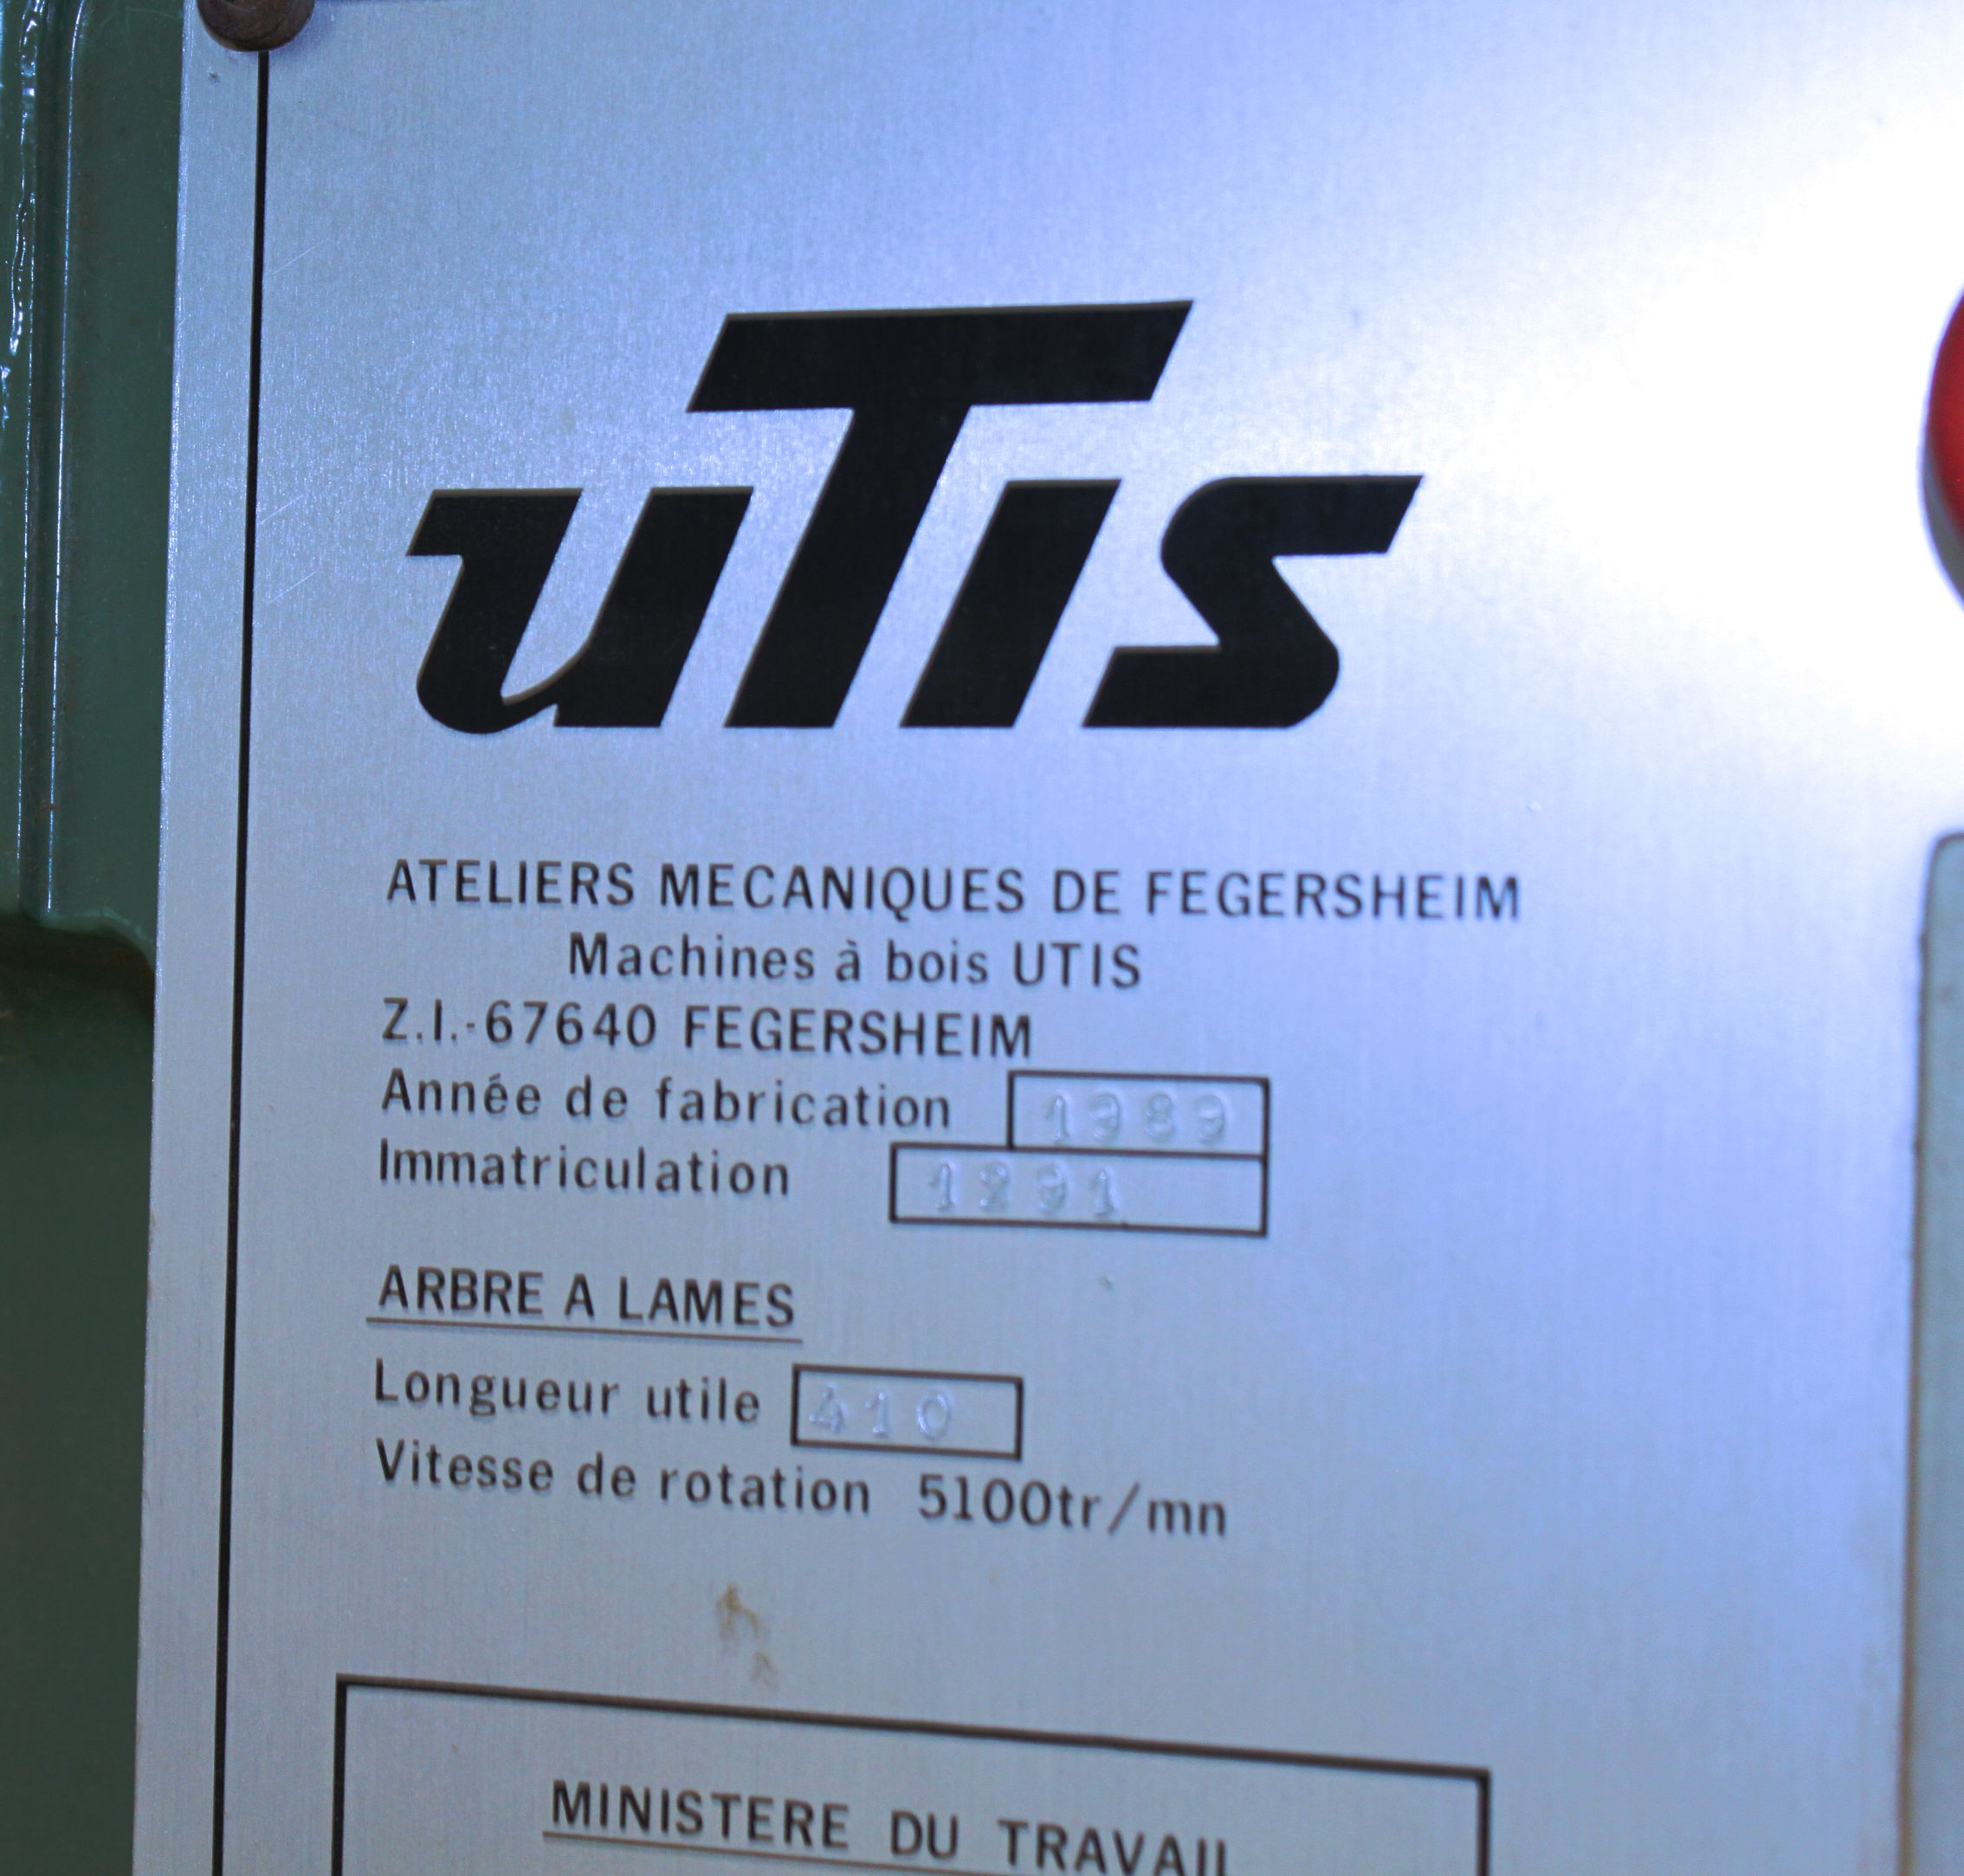 uTis
ATELIERS MECANIQUES DE FEGERSHEIM
Machines à bois UTIS
Z.I.-67640 FEGERSHEIM
Année de fabrication 1989
Immatriculation 1291
ARBRE A LAMES
Longueur utile 410
Vitesse de rotation 5100tr/mn
MINISTERE DU TRAVAIL